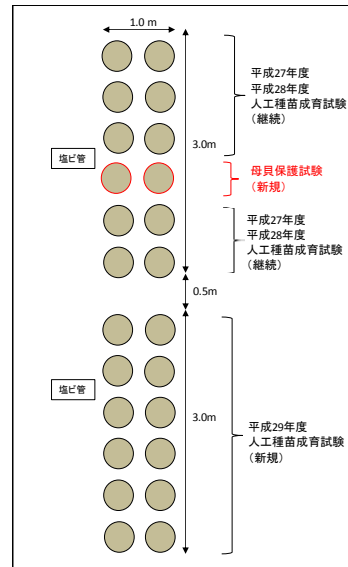 1.0 m
平成27年度
平成28年度
人工種苗成育試験
(継続)
3.0m
塩ビ管
母貝保護試験
(新規)
平成27年度
平成28年度
人工種苗成育試験
(継続)
0.5m
塩ビ管
3.0m
平成29年度
人工種苗成育試験
(新規)